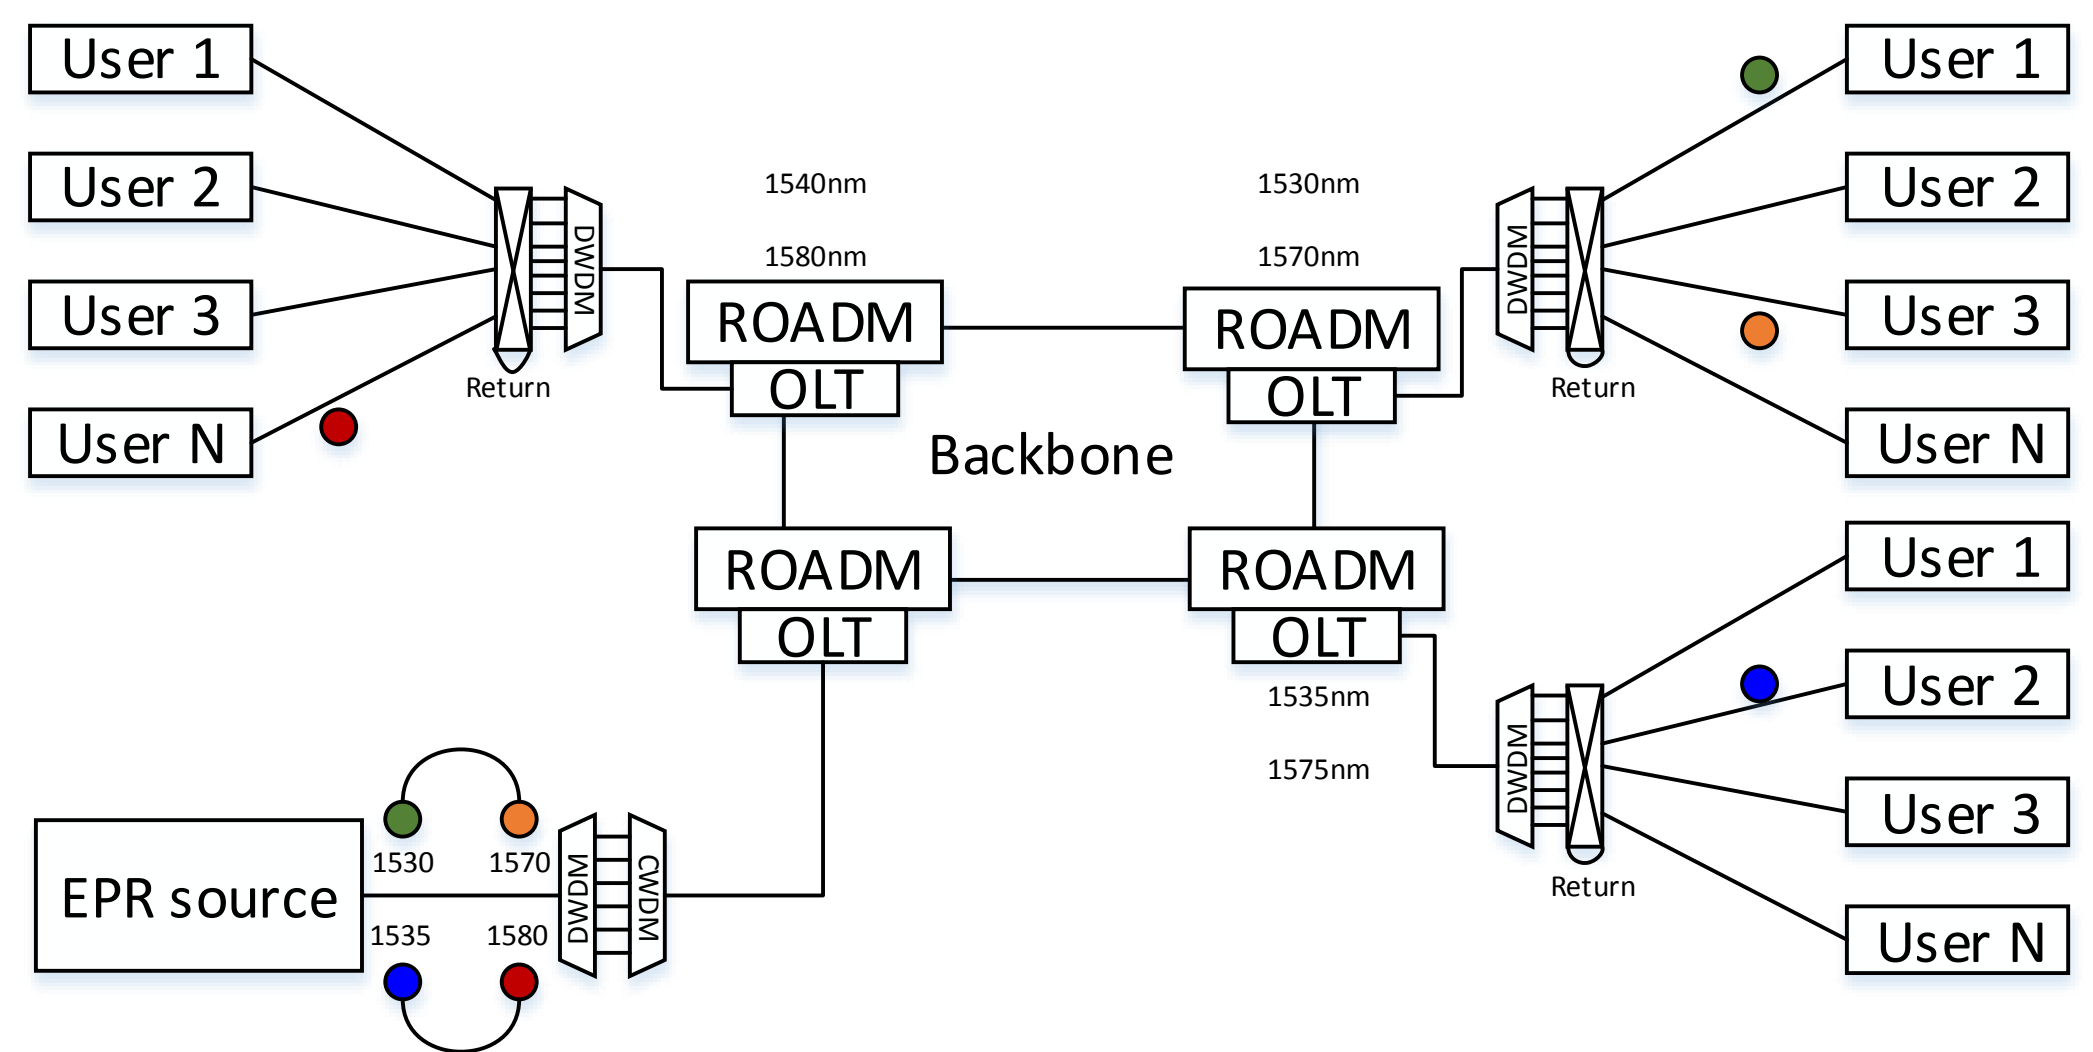 User 1
User 2
User 3
User N
DWDM
Return
1540nm
1580nm
ROADM
OLT
1530nm
1570nm
ROADM
OLT
DWDM
Return
User 1
User 2
User 3
User N
Backbone
ROADM
OLT
ROADM
OLT
1535nm
1575nm
DWDM
Return
User 1
User 2
User 3
User N
EPR source
1530
1570
1535
1580
DWDM
CWDM